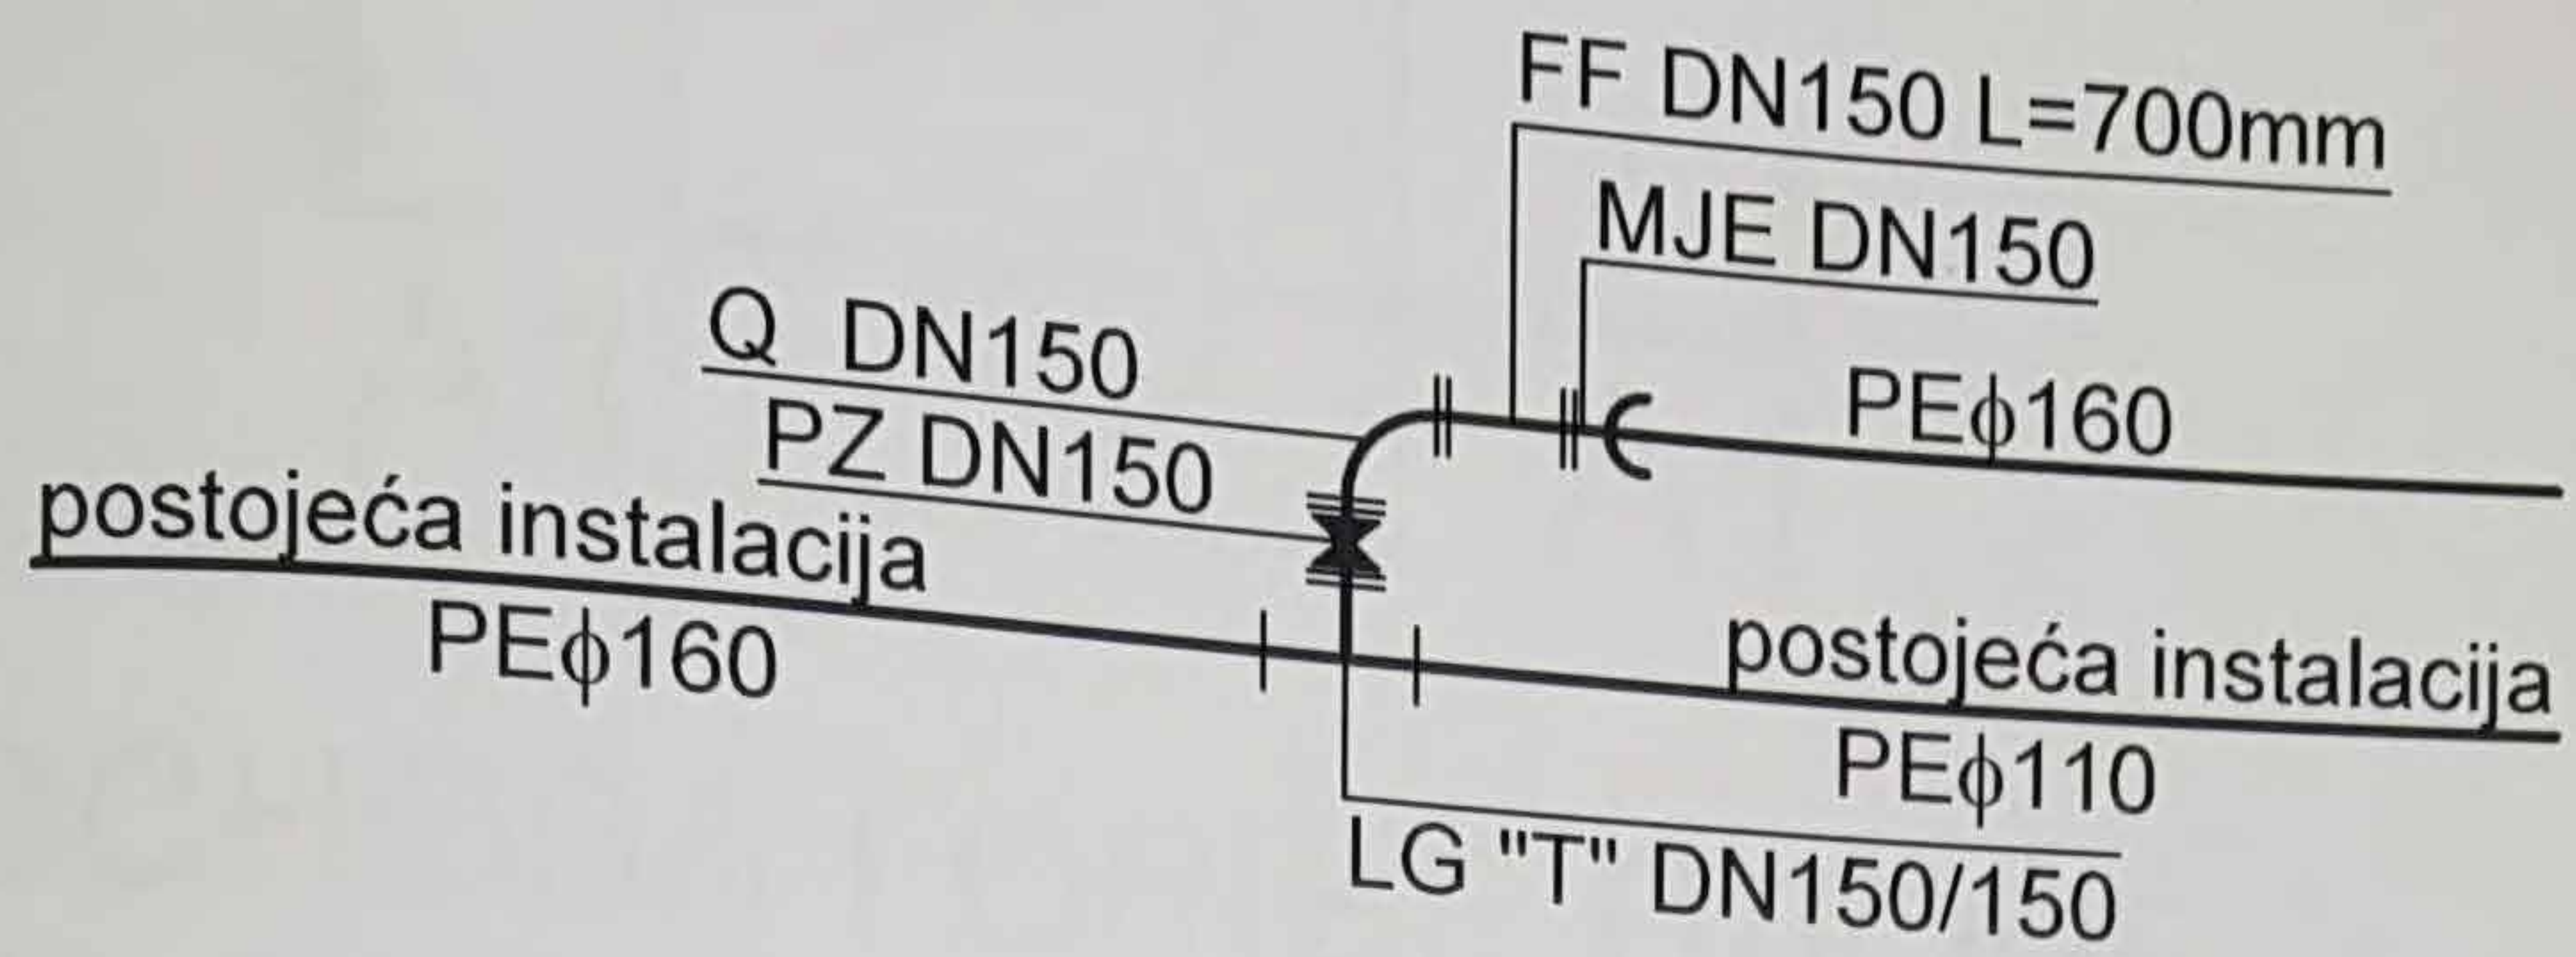 FF DN150 L=700mm
MJE DN150
Q DN150
PZ DN150
PEϕ160
postojeća instalacija
PEϕ160
postojeća instalacija
PEϕ110
LG "T" DN150/150